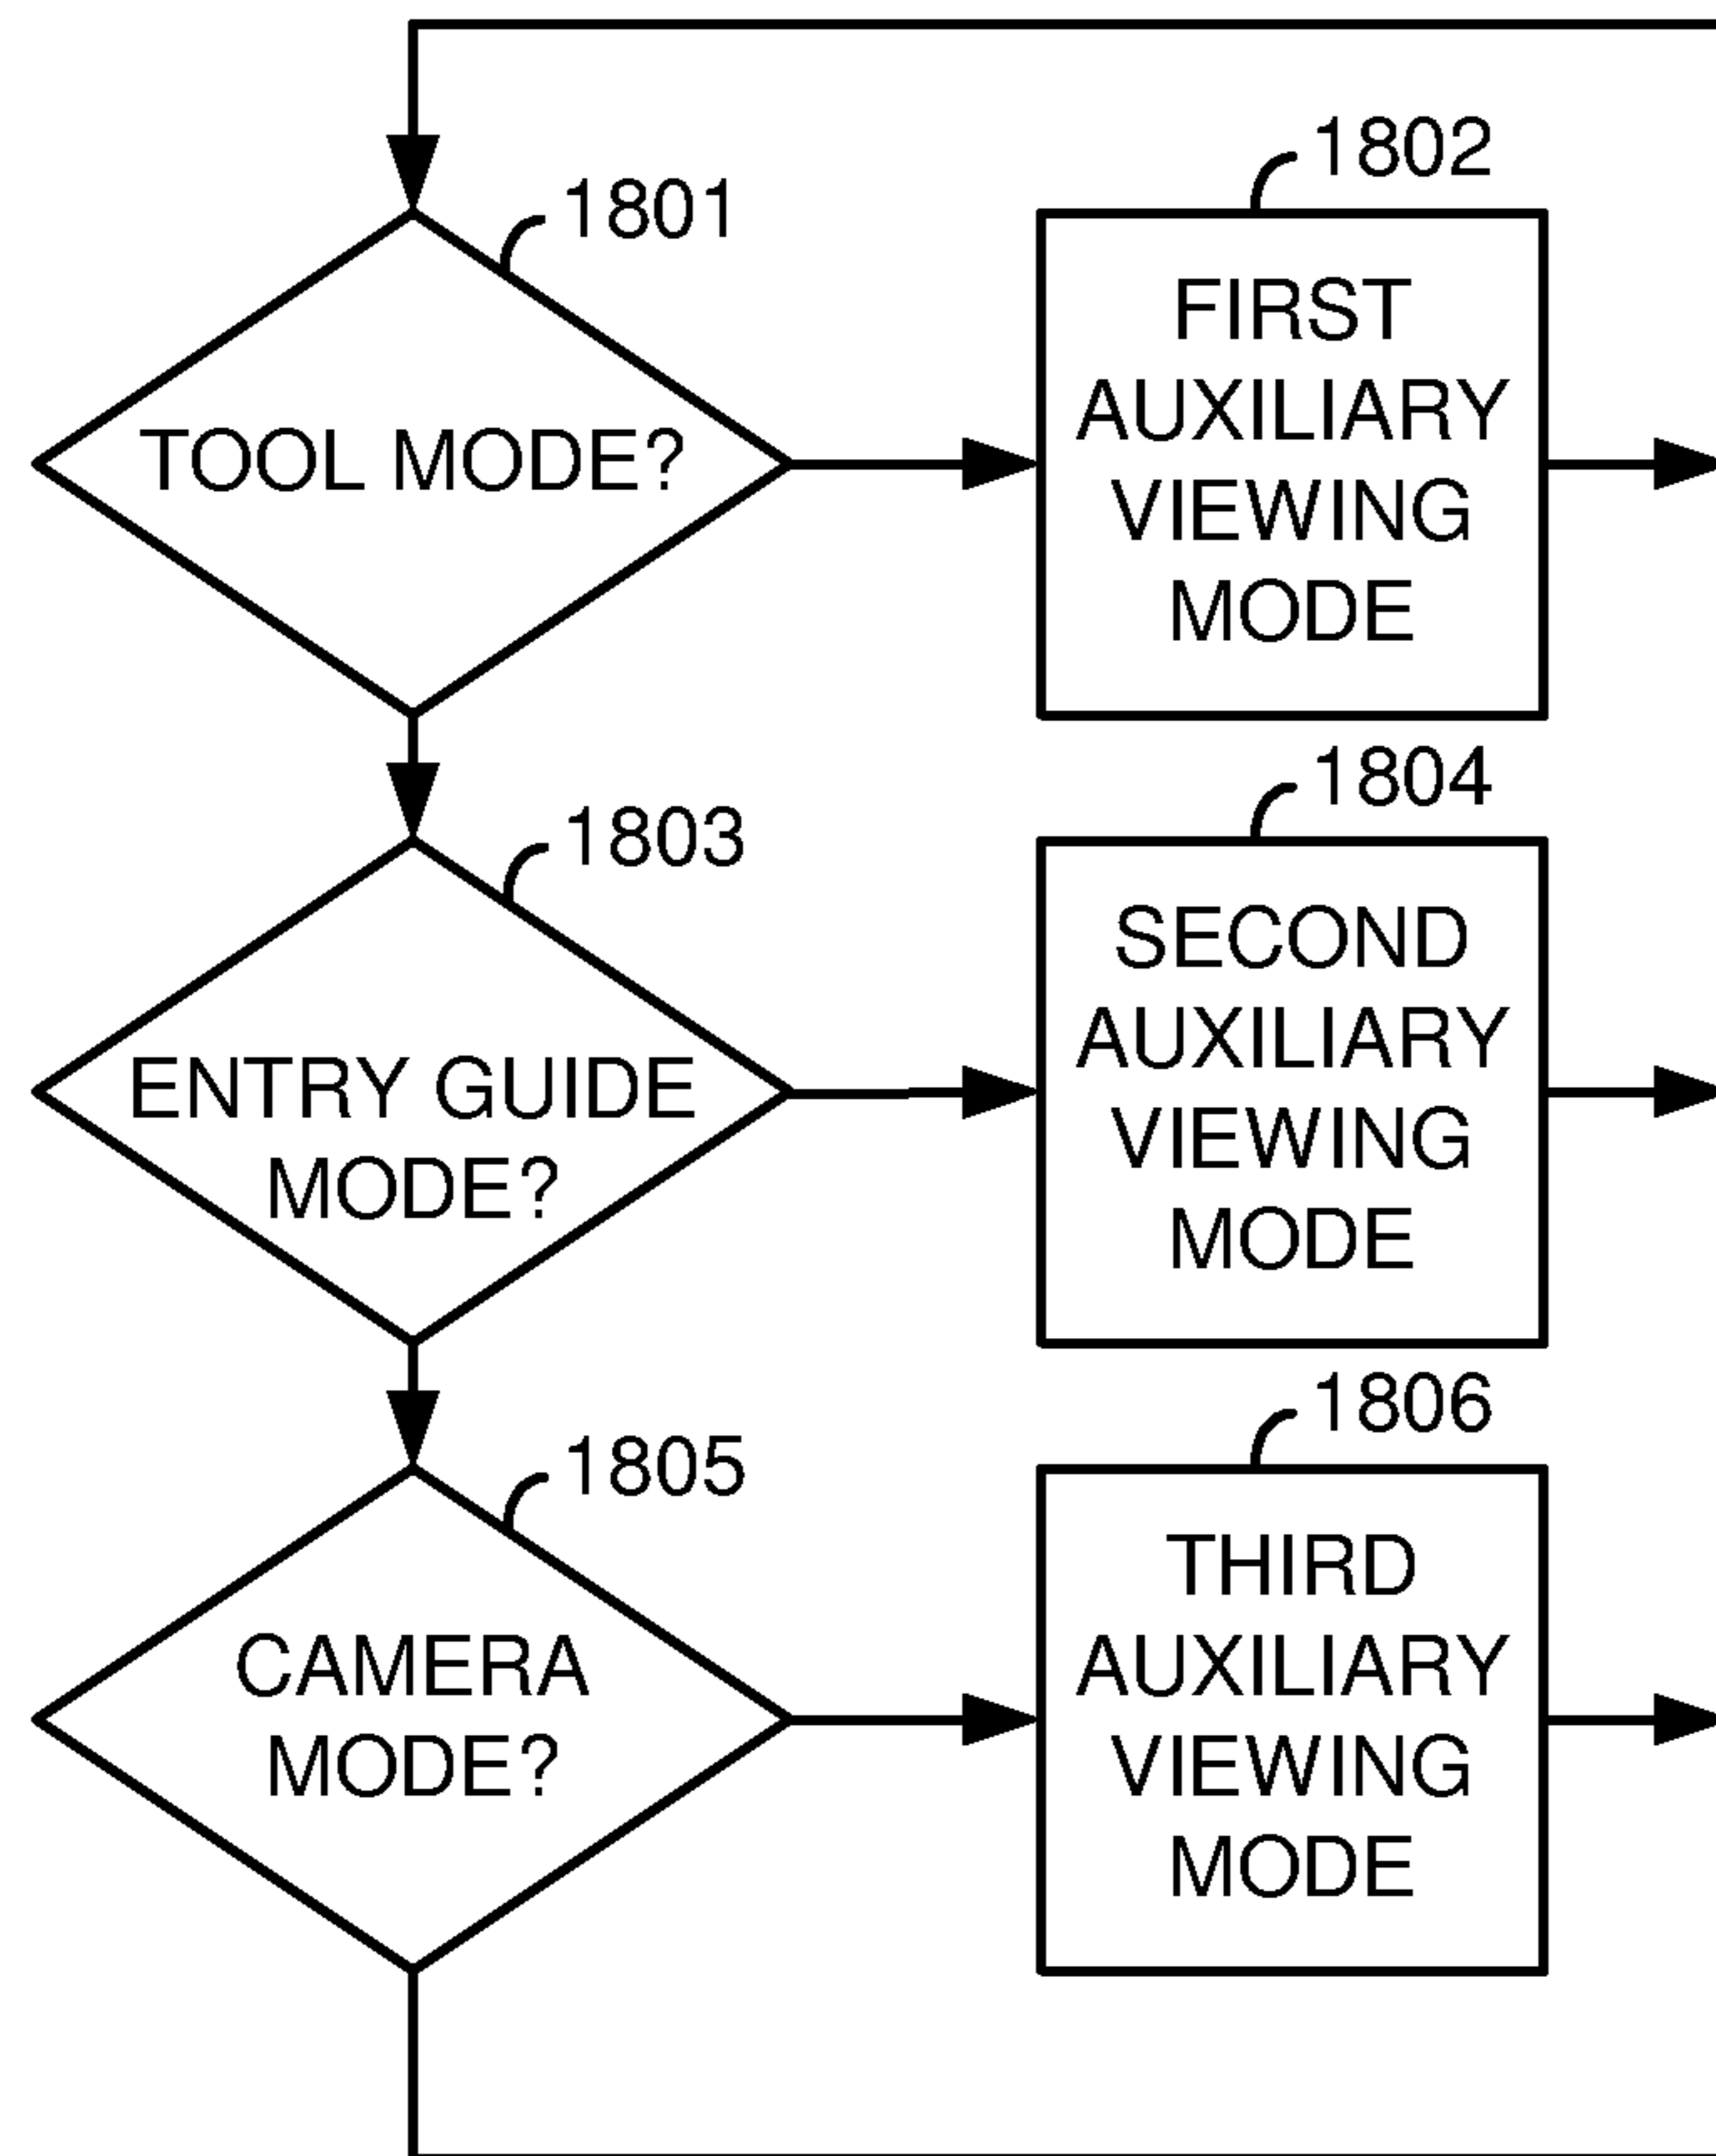 1801
TOOL MODE?
1802
FIRST
AUXILIARY
VIEWING
MODE
1803
ENTRY GUIDE
MODE?
1804
SECOND
AUXILIARY
VIEWING
MODE
1805
CAMERA
MODE?
1806
THIRD
AUXILIARY
VIEWING
MODE